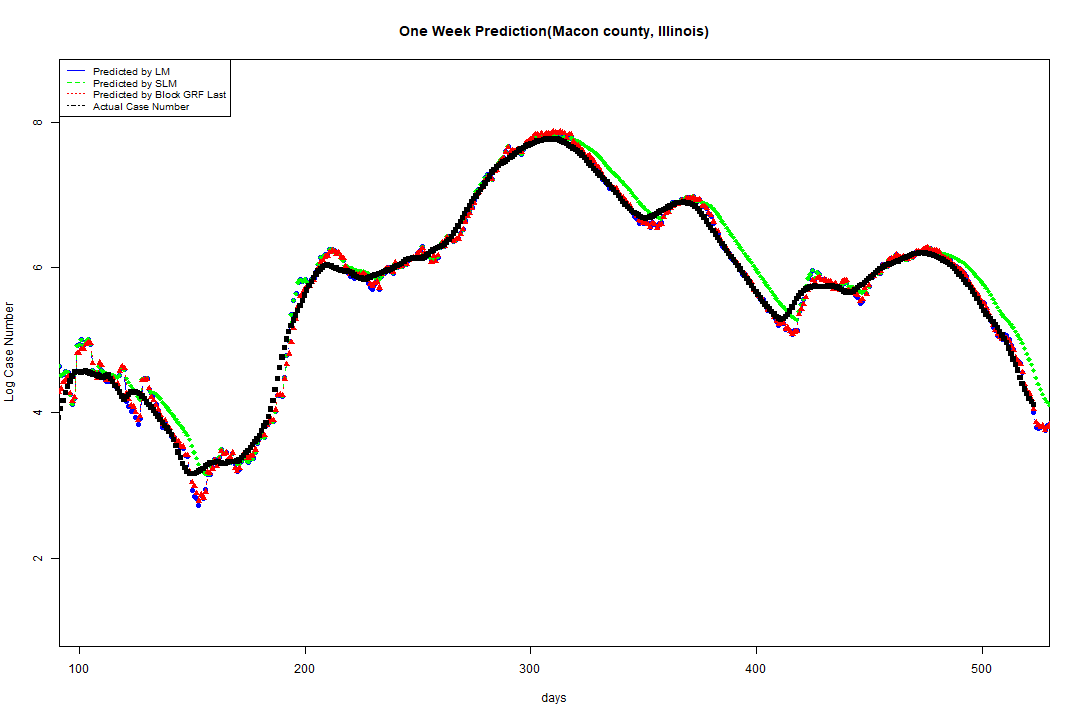 One Week Prediction(Macon county, Illinois)
Predicted by LM
Predicted by SLM
Predicted by Block GRF Last
Actual Case Number
8
6
4
2
Log Case Number
100 200 300 400 500
days